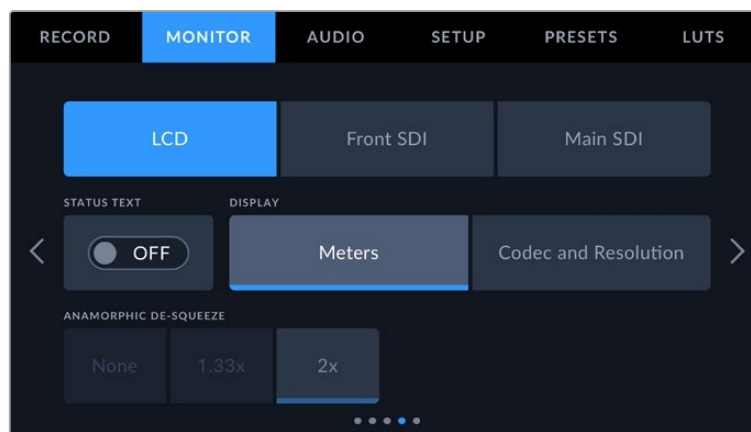 RECORD MONITOR AUDIO SETUP PRESETS LUTS
LCD Front SDI Main SDI
STATUS TEXT DISPLAY
OFF Meters Codec and Resolution
ANAMORPHIC DE-SQUEEZE
None 1.33x 2x